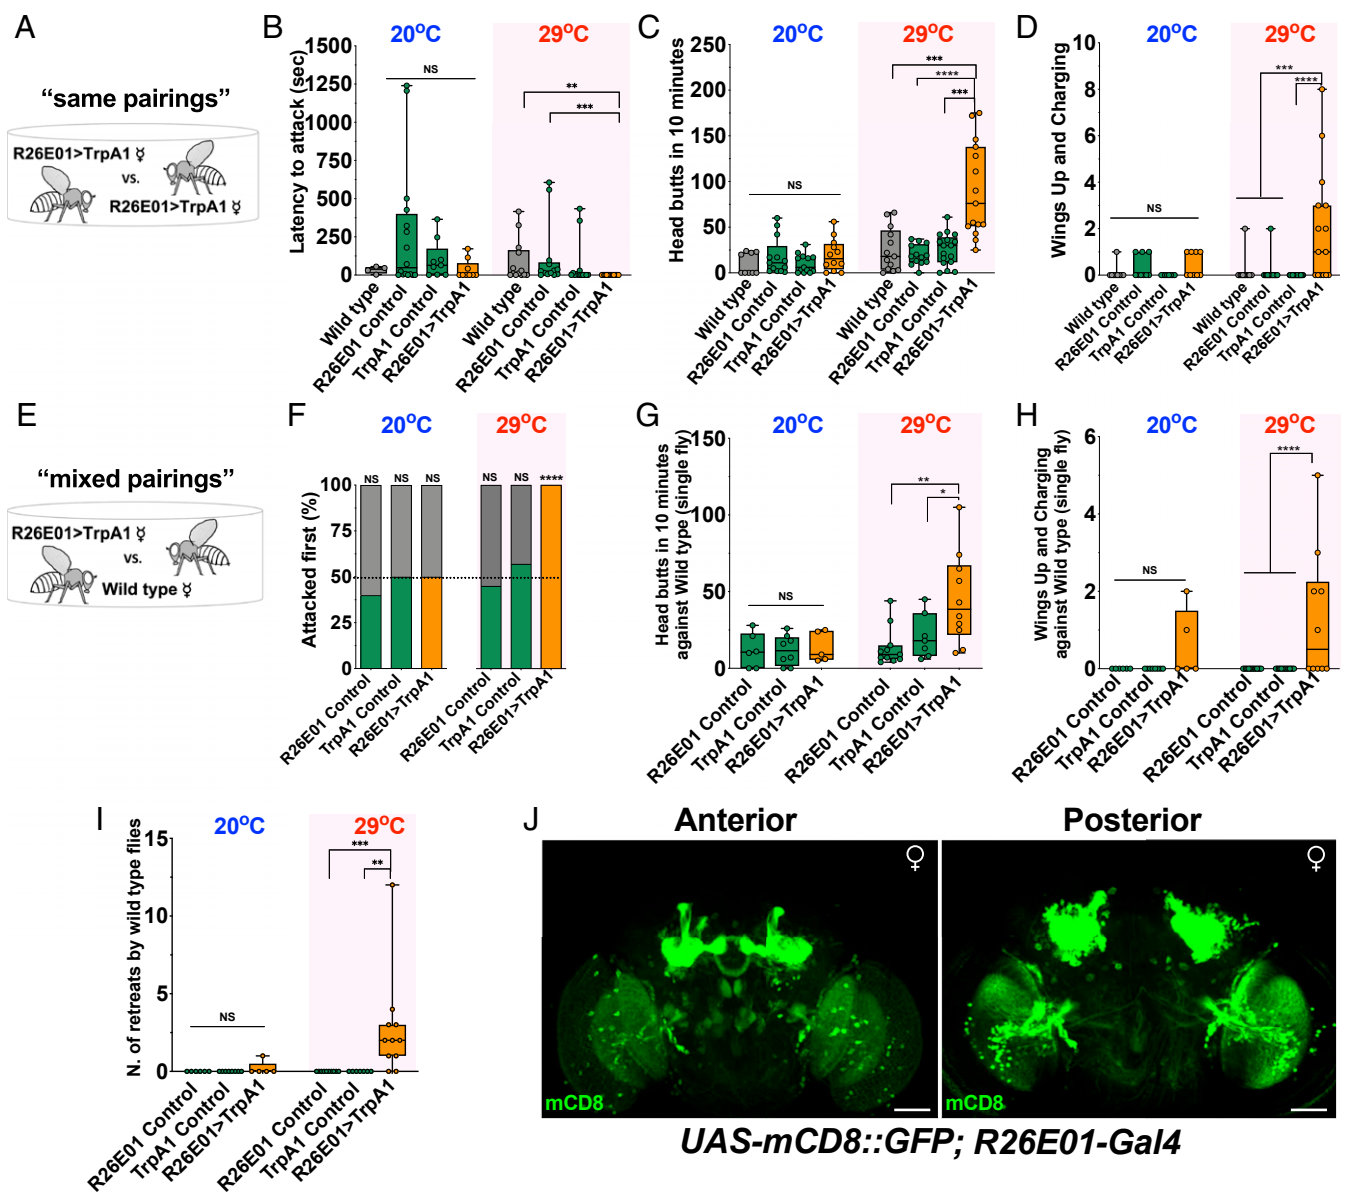 A
“same pairings”
R26E01>TrpA1 ☿
vs.
R26E01>TrpA1 ☿
B
20°C
29°C
Latency to attack (sec)
1500
1250
1000
750
500
250
0
NS
**
***
Wild type
R26E01 Control
TrpA1 Control
R26E01>TrpA1
Wild type
R26E01 Control
TrpA1 Control
R26E01>TrpA1
C
20°C
29°C
Head butts in 10 minutes
250
200
150
100
50
0
NS
***
****
***
Wild type
R26E01 Control
TrpA1 Control
R26E01>TrpA1
Wild type
R26E01 Control
TrpA1 Control
R26E01>TrpA1
D
20°C
29°C
Wings Up and Charging
10
8
6
4
2
0
NS
***
****
Wild type
R26E01 Control
TrpA1 Control
R26E01>TrpA1
Wild type
R26E01 Control
TrpA1 Control
R26E01>TrpA1
E
“mixed pairings”
R26E01>TrpA1 ☿
vs.
Wild type ☿
F
20°C
29°C
Attacked first (%)
100
75
50
25
0
NS NS NS NS NS ****
R26E01 Control
TrpA1 Control
R26E01>TrpA1
R26E01 Control
TrpA1 Control
R26E01>TrpA1
G
20°C
29°C
Head butts in 10 minutes
against Wild type (single fly)
150
100
50
0
NS
**
*
R26E01 Control
TrpA1 Control
R26E01>TrpA1
R26E01 Control
TrpA1 Control
R26E01>TrpA1
H
20°C
29°C
Wings Up and Charging
against Wild type (single fly)
6
4
2
0
NS
****
R26E01 Control
TrpA1 Control
R26E01>TrpA1
R26E01 Control
TrpA1 Control
R26E01>TrpA1
I
20°C
29°C
N. of retreats by wild type flies
15
10
5
0
NS
***
**
R26E01 Control
TrpA1 Control
R26E01>TrpA1
R26E01 Control
TrpA1 Control
R26E01>TrpA1
J
Anterior
Posterior
♀
♀
mCD8
mCD8
UAS-mCD8::GFP; R26E01-Gal4